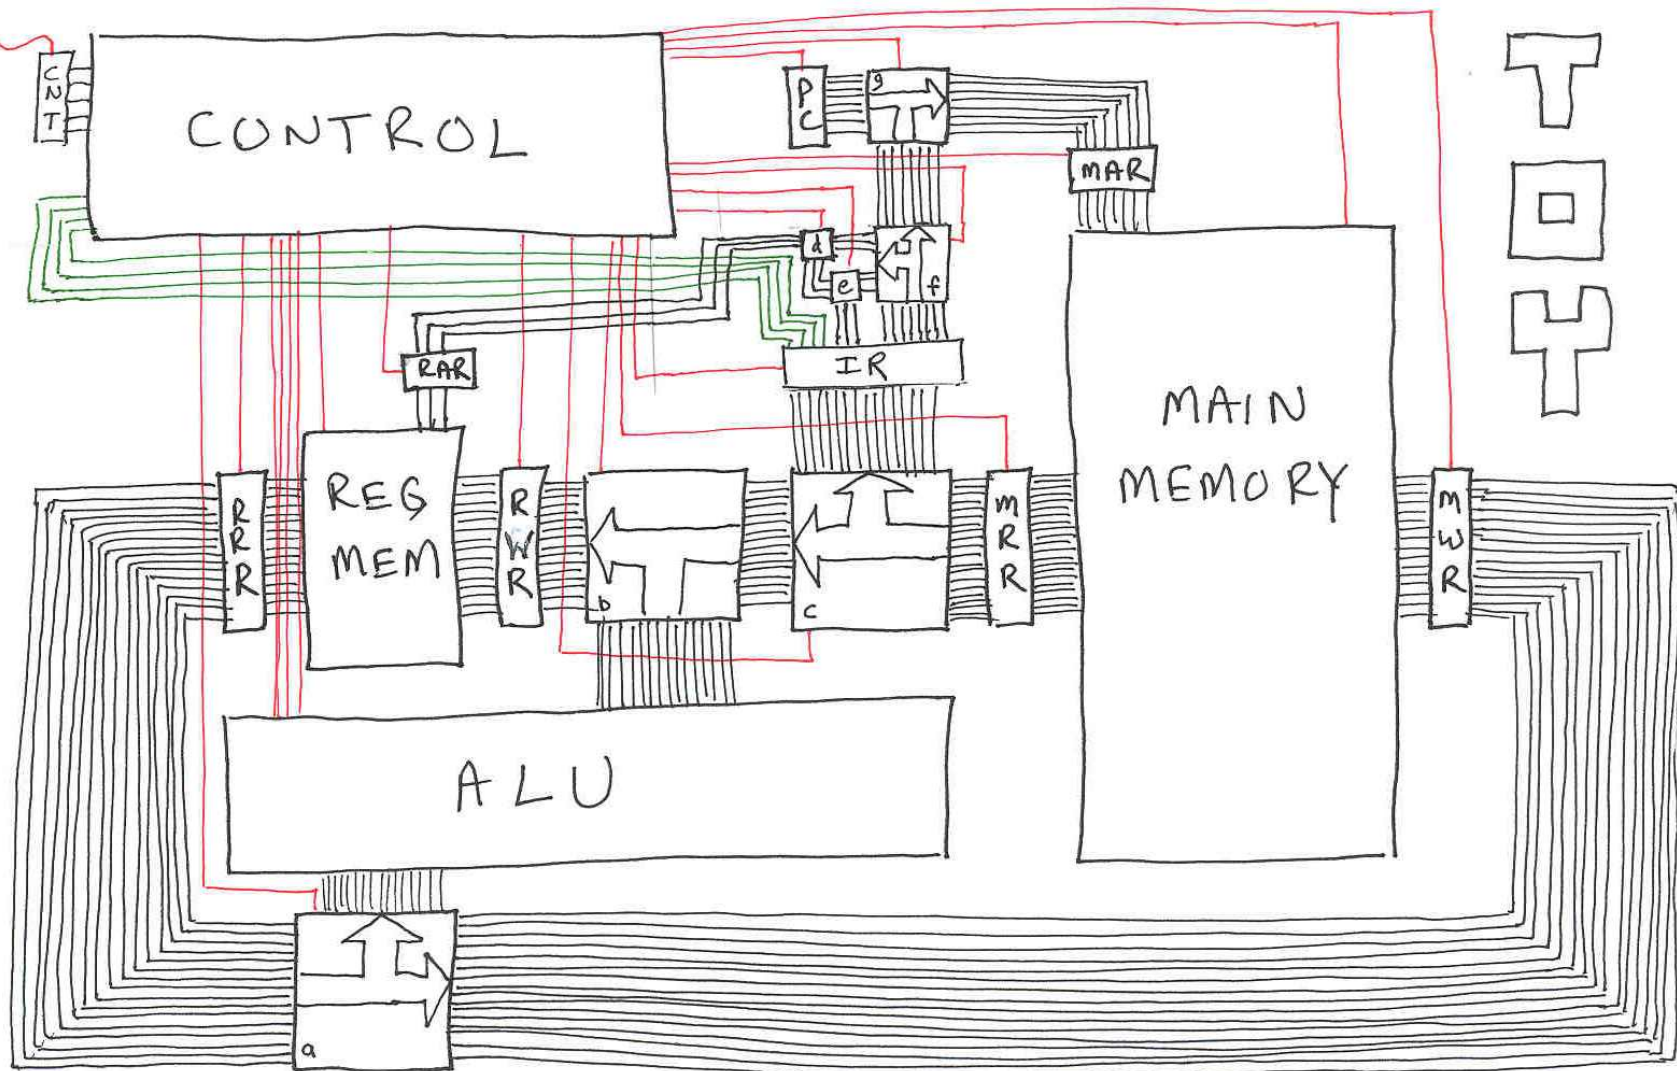 CNT
CONTROL
PC
g
MAR
TOY
d
e
f
IR
RAR
MAIN
MEMORY
RRR
REG
MEM
RWR
b
c
MRR
MWR
ALU
a